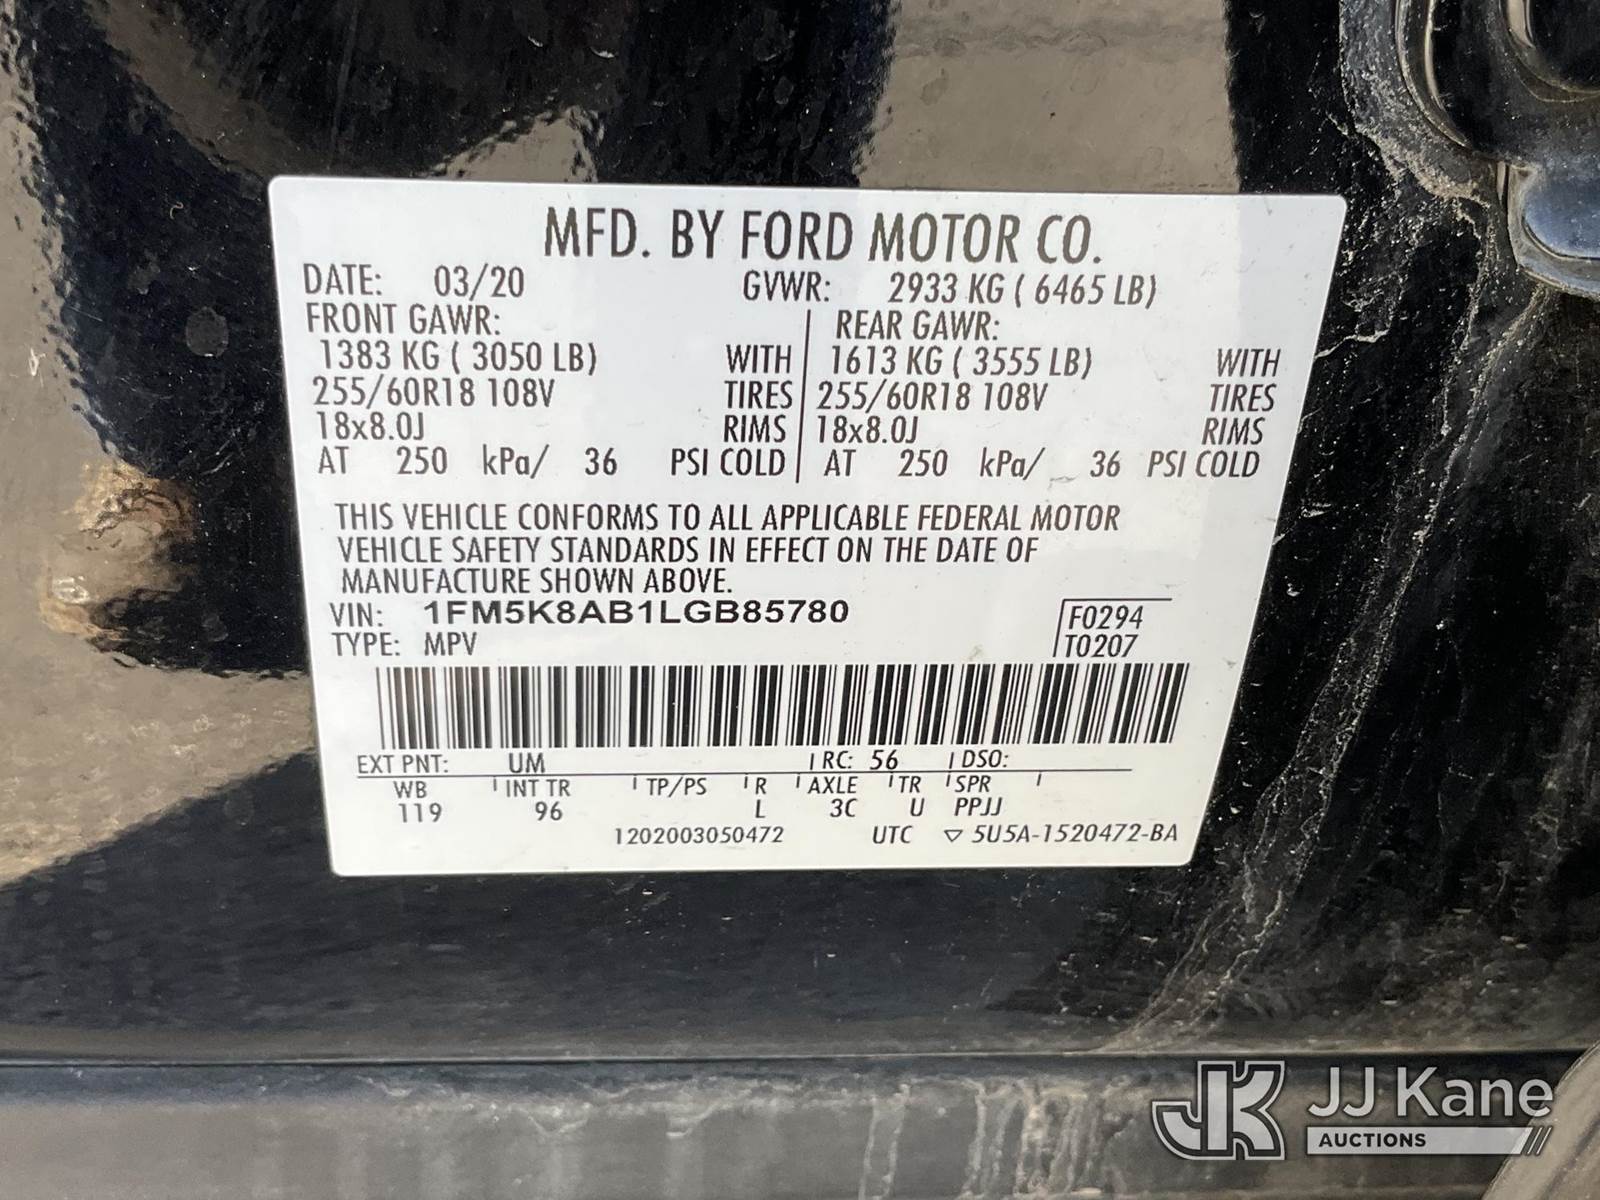 MFD. BY FORD MOTOR CO.
DATE: 03/20 GVWR: 2933 KG ( 6465 LB)
FRONT GAWR: REAR GAWR:
1383 KG ( 3050 LB) WITH 1613 KG ( 3555 LB) WITH
255/60R18 108V TIRES 255/60R18 108V TIRES
18x8.0J RIMS 18x8.0J RIMS
AT 250 kPa/ 36 PSI COLD AT 250 kPa/ 36 PSI COLD
THIS VEHICLE CONFORMS TO ALL APPLICABLE FEDERAL MOTOR
VEHICLE SAFETY STANDARDS IN EFFECT ON THE DATE OF
MANUFACTURE SHOWN ABOVE.
VIN: 1FM5K8AB1LGB85780 F0294
TYPE: MPV T0207
EXT PNT: UM RC: 56 DSO:
WB INT TR TP/PS R AXLE TR SPR
119 96 L 3C U PPJJ
1202003050472 UTC ▽ 5U5A-1520472-BA
JK JJ Kane
AUCTIONS